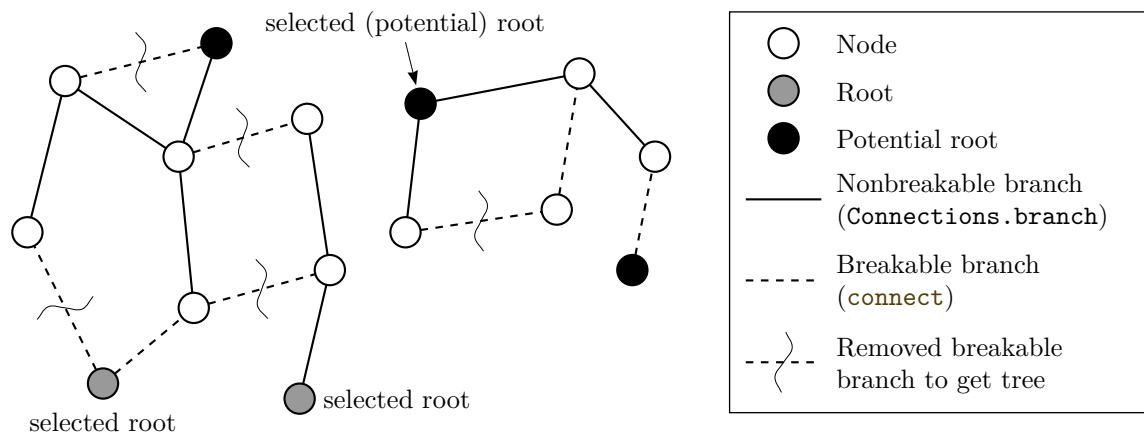 selected (potential) root
selected root
selected root
Node
Root
Potential root
Nonbreakable branch
(Connections.branch)
Breakable branch
(connect)
Removed breakable
branch to get tree